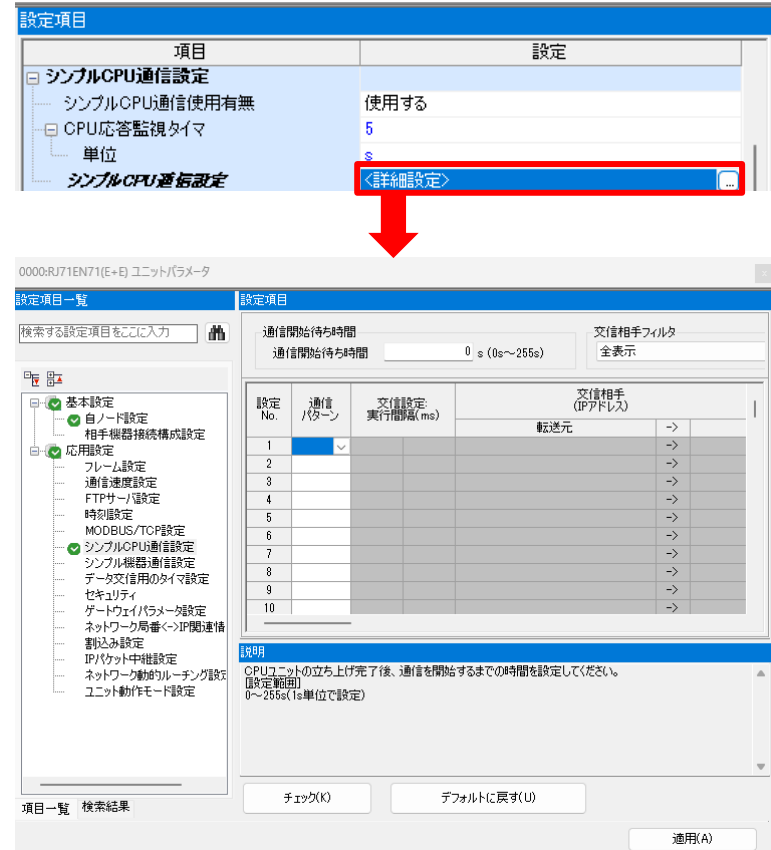 設定項目
項目 設定
シンプルCPU通信設定
シンプルCPU通信使用有無 使用する
CPU応答監視タイマ 5
単位 s
シンプルCPU通信設定 <詳細設定> ...
0000:RJ71EN71(E+E) ユニットパラメータ
設定項目一覧
検索する設定項目をここに入力
基本設定
自ノード設定
相手機器接続構成設定
応用設定
フレーム設定
通信速度設定
FTPサーバ設定
時刻設定
MODBUS/TCP設定
シンプルCPU通信設定
シンプル機器通信設定
データ交信用のタイマ設定
セキュリティ
ゲートウェイパラメータ設定
ネットワーク局番<->IP関連情
割込み設定
IPパケット中継設定
ネットワーク動的ルーチング設定
ユニット動作モード設定
項目一覧 検索結果
設定項目
通信開始待ち時間
通信開始待ち時間 0 s (0s～255s)
交信相手フィルタ
全表示
設定No. 通信パターン 交信設定:実行間隔(ms) 交信相手(IPアドレス)
転送元 ->
1 ->
2 ->
3 ->
4 ->
5 ->
6 ->
7 ->
8 ->
9 ->
10 ->
説明
CPUユニットの立ち上げ完了後、通信を開始するまでの時間を設定してください。
[設定範囲]
0～255s(1s単位で設定)
チェック(K) デフォルトに戻す(U)
適用(A)